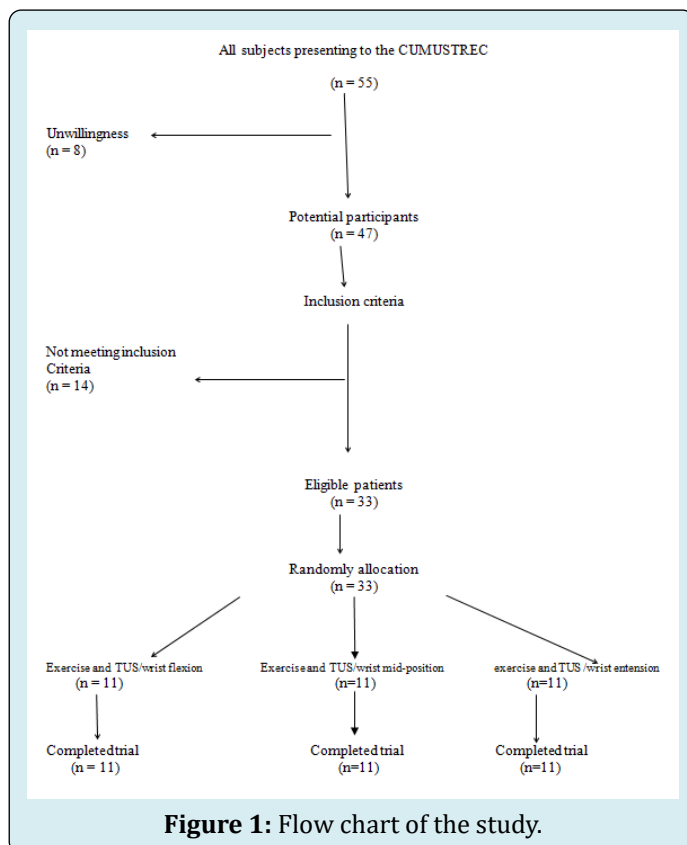 All subjects presenting to the CUMUSTREC
(n = 55)
Unwillingness
(n = 8)
Potential participants
(n = 47)
Inclusion criteria
Not meeting inclusion
Criteria
(n = 14)
Eligible patients
(n = 33)
Randomly allocation
(n = 33)
Exercise and TUS/wrist flexion
(n = 11)
Exercise and TUS/wrist mid-position
(n=11)
exercise and TUS /wrist entension
(n=11)
Completed trial
(n = 11)
Completed trial
(n=11)
Completed trial
(n=11)
Figure 1: Flow chart of the study.